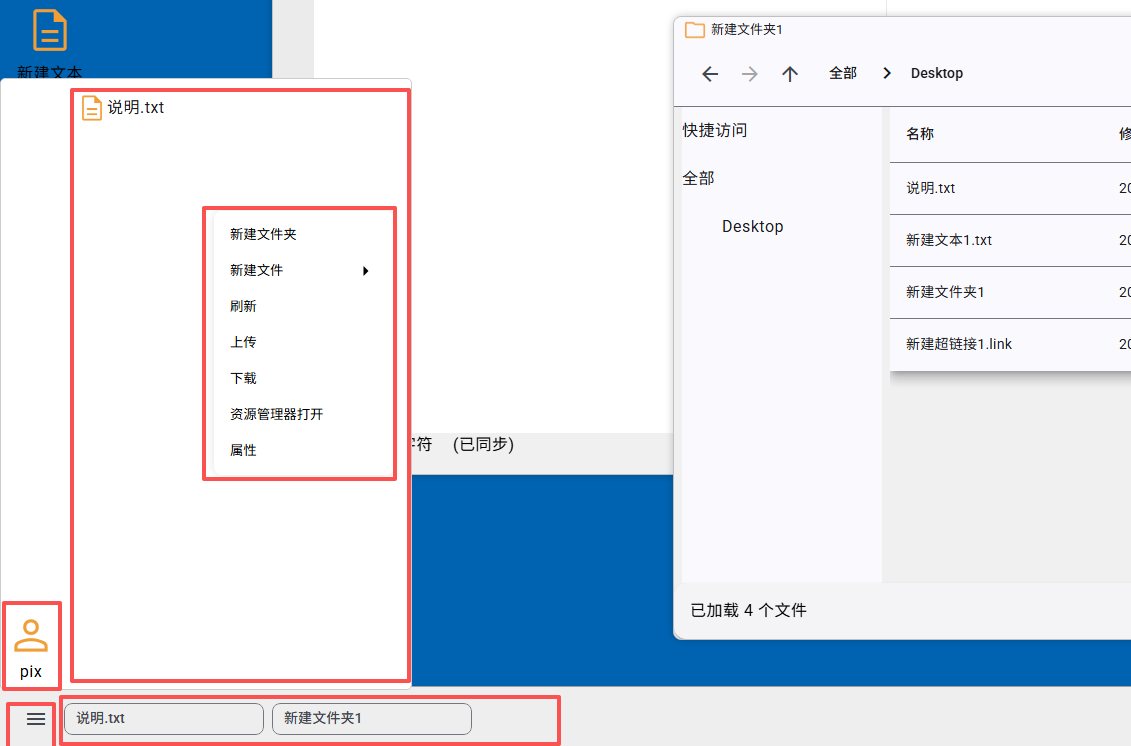 新建文本
说明.txt
新建文件夹
新建文件
刷新
上传
下载
资源管理器打开
属性
pix
符 (已同步)
新建文件夹1
全部
Desktop
快捷访问
全部
Desktop
名称 修
说明.txt 20
新建文本1.txt 20
新建文件夹1 20
新建超链接1.link 20
已加载 4 个文件
说明.txt
新建文件夹1